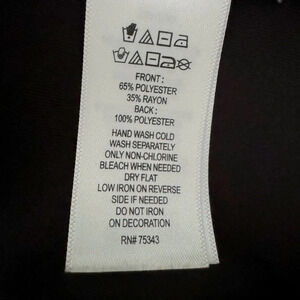 FRONT:
65% POLYESTER
35% RAYON
BACK:
100% POLYESTER
HAND WASH COLD
WASH SEPARATELY
ONLY NON-CHLORINE
BLEACH WHEN NEEDED
DRY FLAT
LOW IRON ON REVERSE
SIDE IF NEEDED
DO NOT IRON
ON DECORATION
RN# 75343